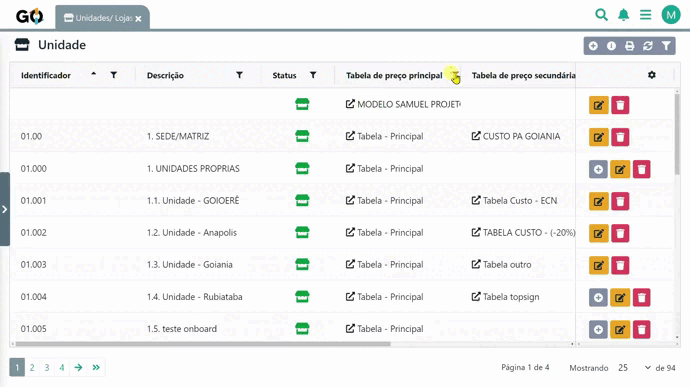 GO
Unidades/ Lojas
M
Unidade
Identificador Descrição Status Tabela de preço principal Tabela de preço secundária
MODELO SAMUEL PROJET
01.00 1. SEDE/MATRIZ Tabela - Principal CUSTO PA GOIANIA
01.000 1. UNIDADES PROPRIAS Tabela - Principal
01.001 1.1. Unidade - GOIOERÊ Tabela - Principal Tabela Custo - ECN
01.002 1.2. Unidade - Anapolis Tabela - Principal TABELA CUSTO - (-20%)
01.003 1.3. Unidade - Goiania Tabela - Principal Tabela outro
01.004 1.4. Unidade - Rubiataba Tabela - Principal Tabela topsign
01.005 1.5. teste onboard Tabela - Principal
1 2 3 4 Página 1 de 4 Mostrando 25 de 94